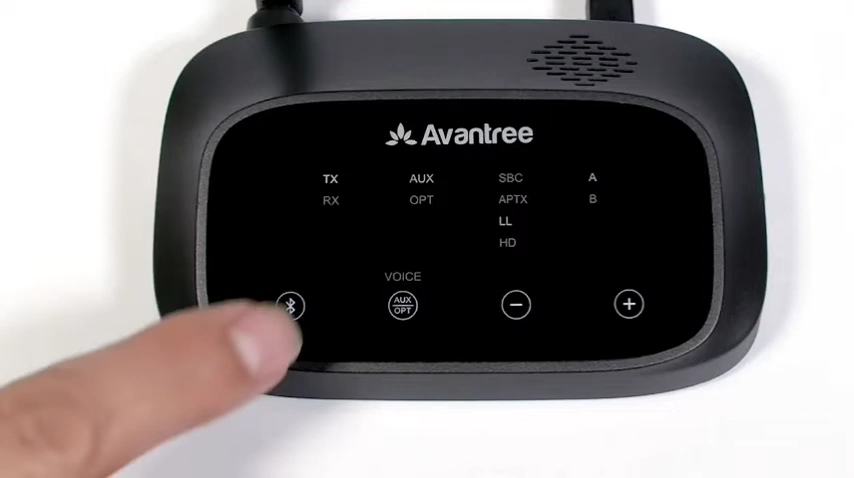 Avantree
TX AUX SBC A
RX OPT APTX B
LL
HD
VOICE
AUX
OPT